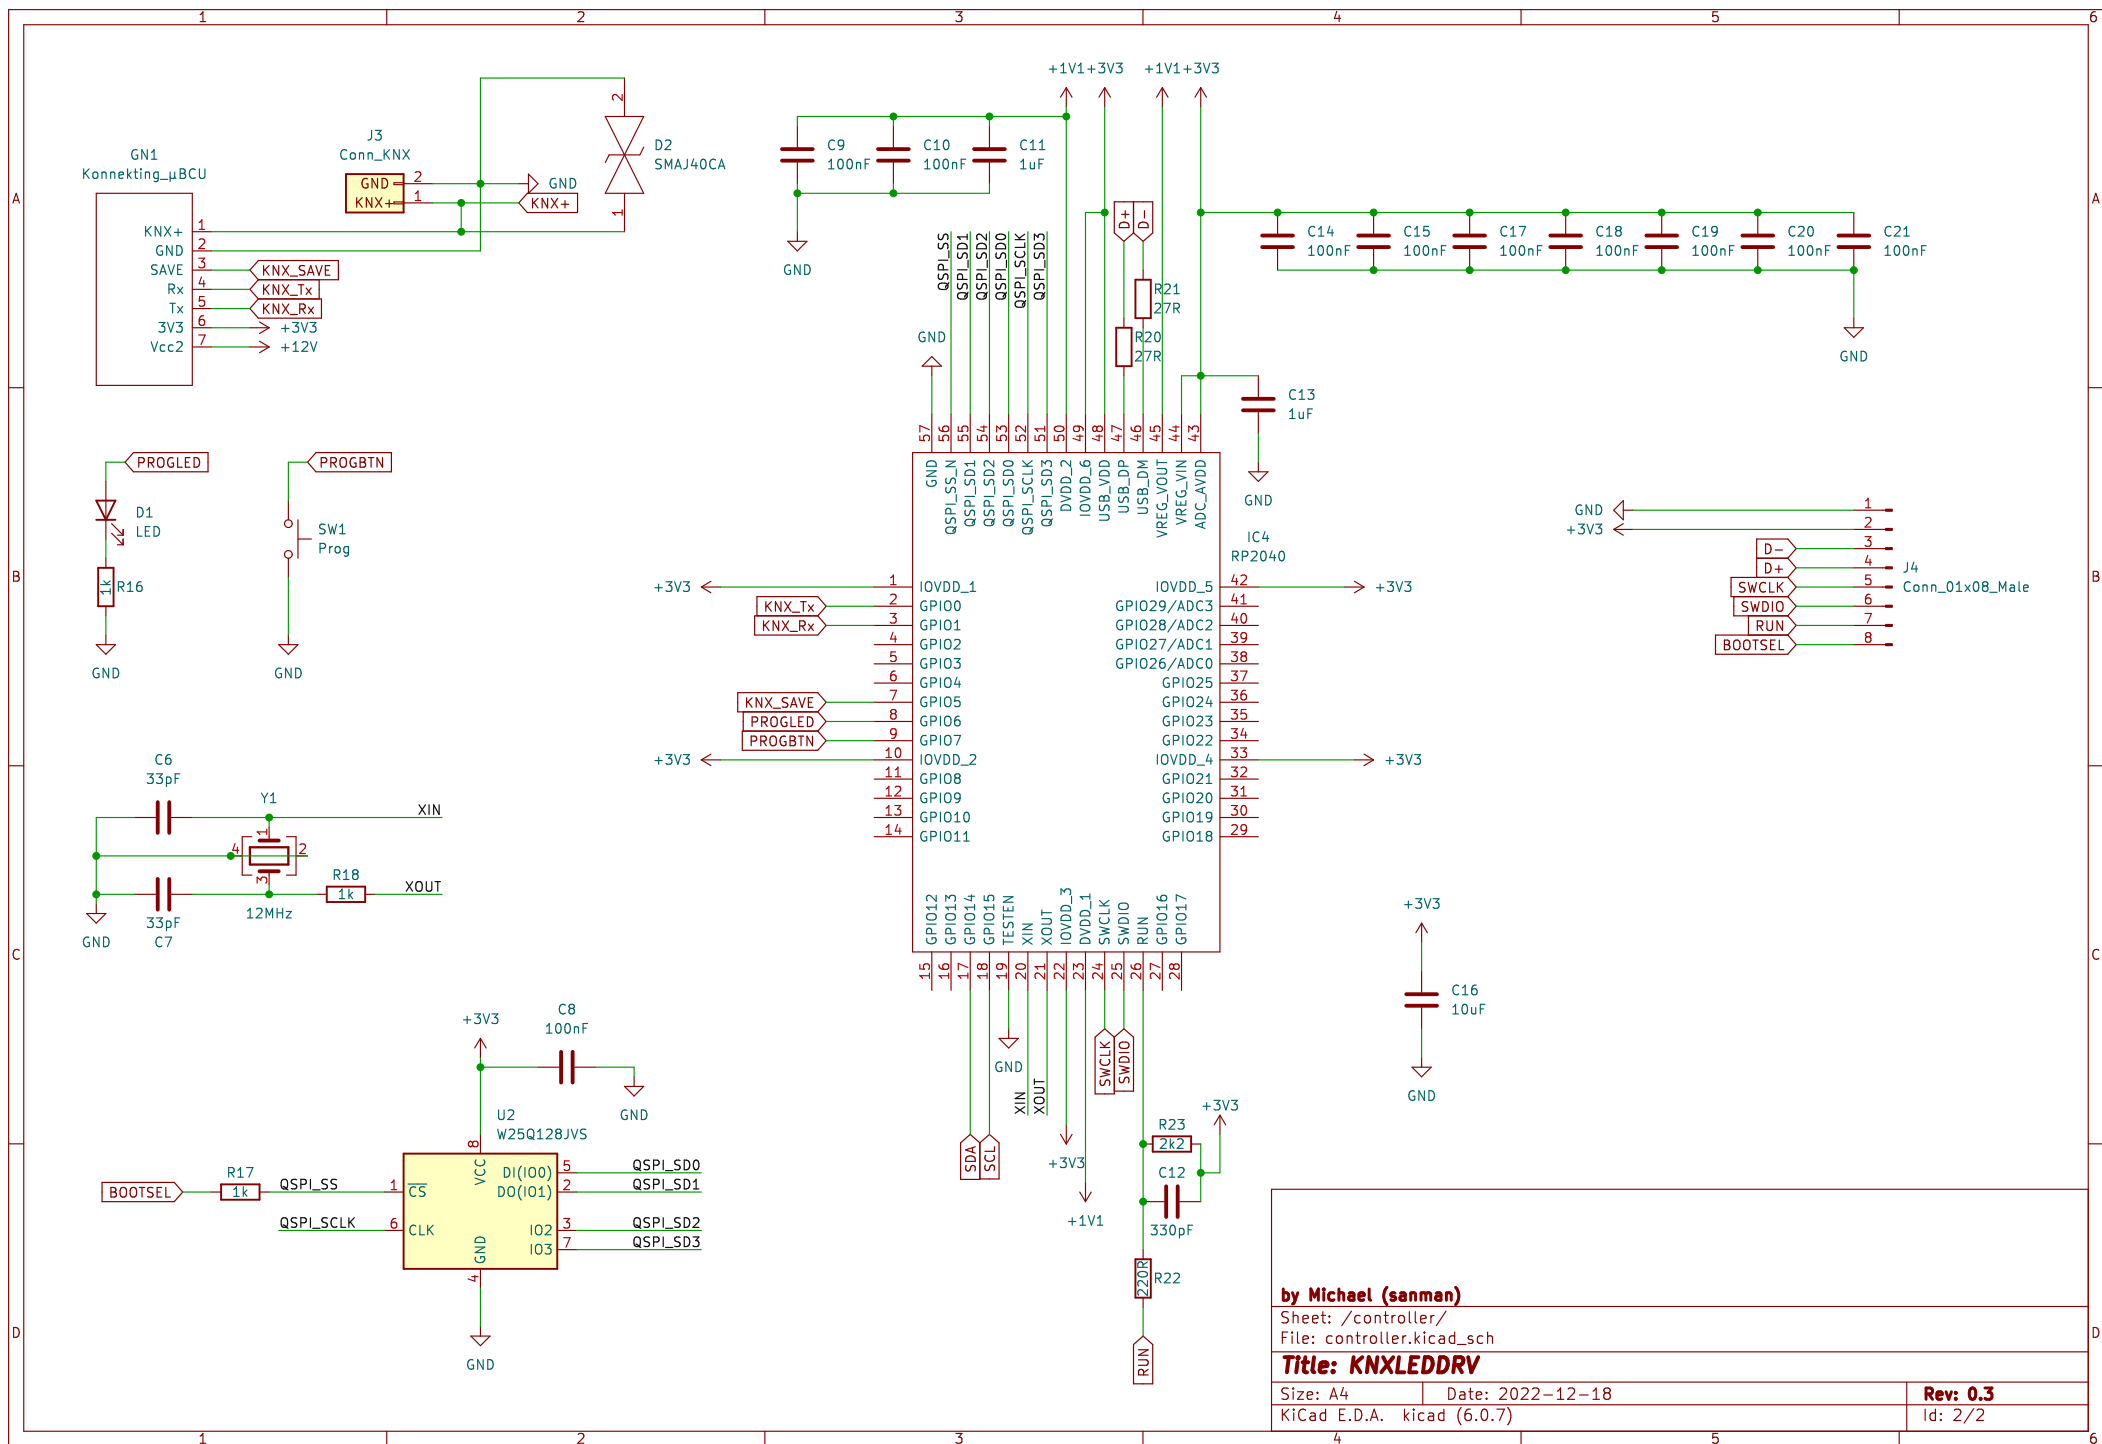 1 2 3 4 5 6
A
B
C
D
A
B
C
D
1 2 3 4 5 6
GN1
Konnekting_µBCU
KNX+ 1
GND 2
SAVE 3 KNX_SAVE
Rx 4 KNX_Tx
Tx 5 KNX_Rx
3V3 6 +3V3
Vcc2 7 +12V
J3
Conn_KNX
GND 2 GND
KNX+ 1 KNX+
2
D2
SMAJ40CA
1
PROGLED
D1
LED
1k R16
GND
PROGBTN
SW1
Prog
GND
C6
33pF
Y1
XIN
1
4 2
3
R18
1k
XOUT
12MHz
33pF
C7
GND
+3V3
C8
100nF
GND
U2
W25Q128JVS
8
VCC
BOOTSEL R17 1k QSPI_SS 1 CS
QSPI_SCLK 6 CLK
DI(IO0) 5 QSPI_SD0
DO(IO1) 2 QSPI_SD1
IO2 3 QSPI_SD2
IO3 7 QSPI_SD3
GND
4
GND
+1V1 +3V3 +1V1 +3V3
C9
100nF
C10
100nF
C11
1uF
GND
QSPI_SS
QSPI_SD1
QSPI_SD2
QSPI_SD0
QSPI_SCLK
QSPI_SD3
D+
D-
R21
27R
R20
27R
GND
C14
100nF
C15
100nF
C17
100nF
C18
100nF
C19
100nF
C20
100nF
C21
100nF
GND
C13
1uF
GND
57 GND
56 QSPI_SS_N
55 QSPI_SD1
54 QSPI_SD2
53 QSPI_SD0
52 QSPI_SCLK
51 QSPI_SD3
50 DVDD_2
49 IOVDD_6
48 USB_VDD
47 USB_DP
46 USB_DM
45 VREG_VOUT
44 VREG_VIN
43 ADC_AVDD
IC4
RP2040
+3V3 1 IOVDD_1
KNX_Tx 2 GPIO0
KNX_Rx 3 GPIO1
4 GPIO2
5 GPIO3
6 GPIO4
KNX_SAVE 7 GPIO5
PROGLED 8 GPIO6
PROGBTN 9 GPIO7
+3V3 10 IOVDD_2
11 GPIO8
12 GPIO9
13 GPIO10
14 GPIO11
IOVDD_5 42 +3V3
GPIO29/ADC3 41
GPIO28/ADC2 40
GPIO27/ADC1 39
GPIO26/ADC0 38
GPIO25 37
GPIO24 36
GPIO23 35
GPIO22 34
IOVDD_4 33 +3V3
GPIO21 32
GPIO20 31
GPIO19 30
GPIO18 29
GPIO12 15
GPIO13 16
GPIO14 17
GPIO15 18
TESTEN 19
XIN 20
XOUT 21
IOVDD_3 22
DVDD_1 23
SWCLK 24
SWDIO 25
RUN 26
GPIO16 27
GPIO17 28
SDA
SCL
GND
XIN
XOUT
+3V3
+1V1
SWCLK
SWDIO
+3V3
R23
2k2
C12
330pF
220R R22
RUN
GND 1
+3V3 2
D- 3
D+ 4
SWCLK 5
SWDIO 6
RUN 7
BOOTSEL 8
J4
Conn_01x08_Male
+3V3
C16
10uF
GND
by Michael (sanman)
Sheet: /controller/
File: controller.kicad_sch
Title: KNXLEDDRV
Size: A4 Date: 2022-12-18 Rev: 0.3
KiCad E.D.A. kicad (6.0.7) Id: 2/2